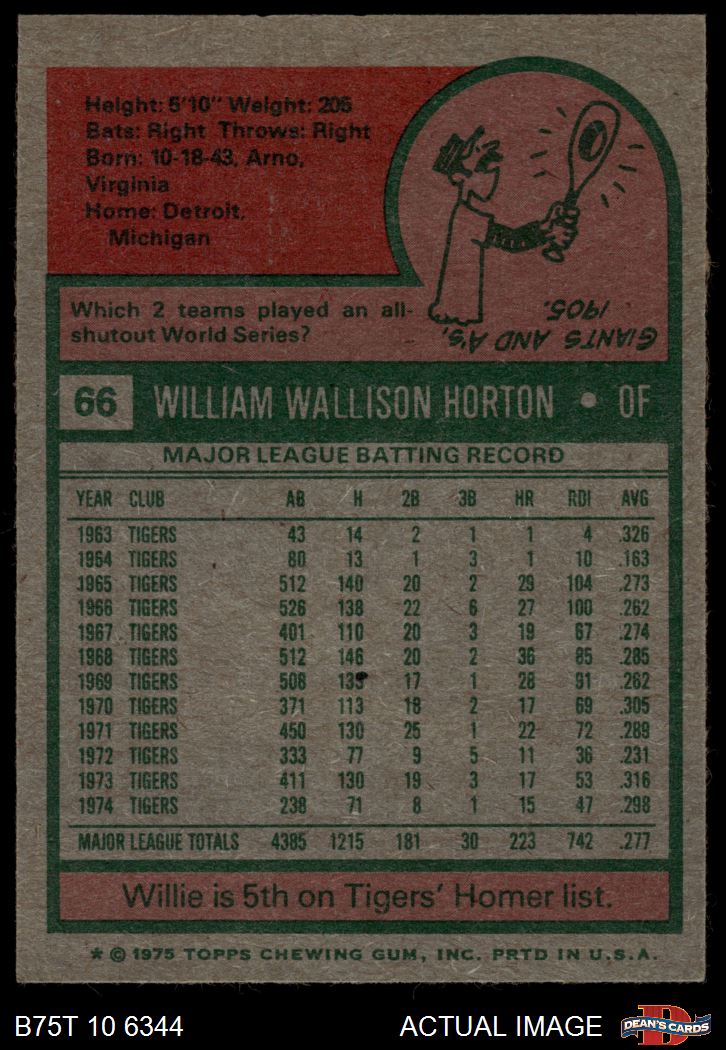 Height: 5'10" Weight: 205
Bats: Right Throws: Right
Born: 10-18-43, Arno,
Virginia
Home: Detroit,
Michigan
Which 2 teams played an all-
shutout World Series?
GIANTS AND A'S,
1905.
66 WILLIAM WALLISON HORTON • OF
MAJOR LEAGUE BATTING RECORD
YEAR CLUB AB H 2B 3B HR RDI AVG
1963 TIGERS 43 14 2 1 1 4 .326
1964 TIGERS 80 13 1 3 1 10 .163
1965 TIGERS 512 140 20 2 29 104 .273
1966 TIGERS 526 138 22 6 27 100 .262
1967 TIGERS 401 110 20 3 19 67 .274
1968 TIGERS 512 146 20 2 36 85 .285
1969 TIGERS 508 133 17 1 28 91 .262
1970 TIGERS 371 113 18 2 17 69 .305
1971 TIGERS 450 130 25 1 22 72 .289
1972 TIGERS 333 77 9 5 11 36 .231
1973 TIGERS 411 130 19 3 17 53 .316
1974 TIGERS 238 71 8 1 15 47 .298
MAJOR LEAGUE TOTALS 4385 1215 181 30 223 742 .277
Willie is 5th on Tigers' Homer list.
* © 1975 TOPPS CHEWING GUM, INC. PRTD IN U.S.A.
B75T 10 6344 ACTUAL IMAGE D DEAN'S CARDS